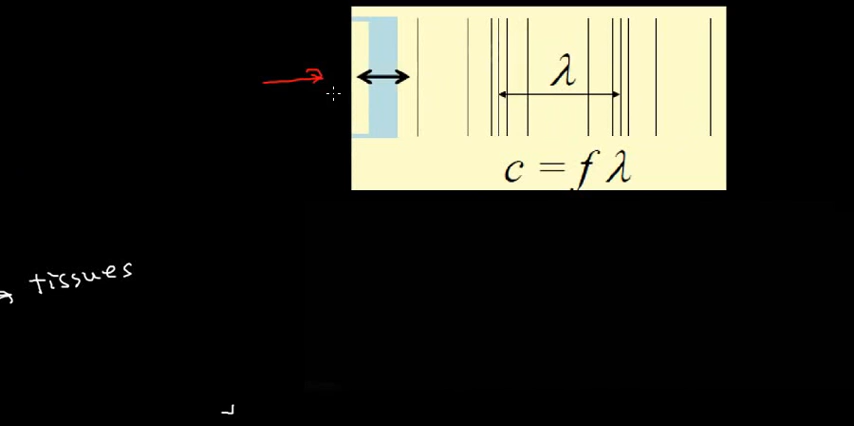 λ
c = f λ
tissues